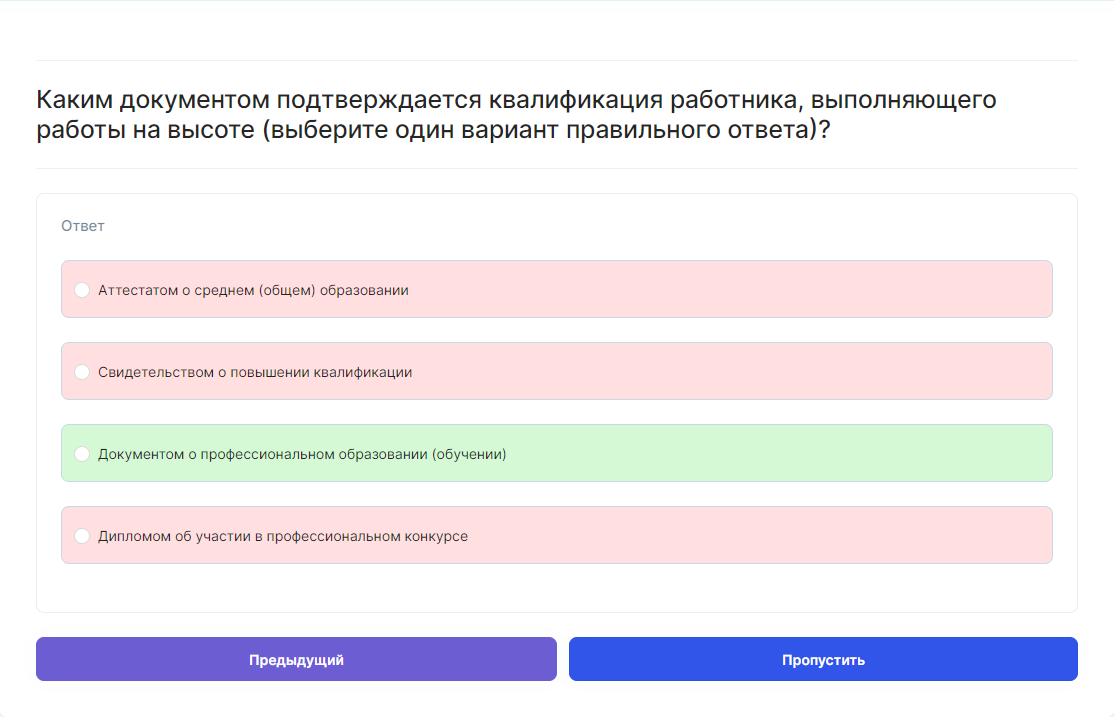 Каким документом подтверждается квалификация работника, выполняющего
работы на высоте (выберите один вариант правильного ответа)?
Ответ
Аттестатом о среднем (общем) образовании
Свидетельством о повышении квалификации
Документом о профессиональном образовании (обучении)
Дипломом об участии в профессиональном конкурсе
Предыдущий
Пропустить